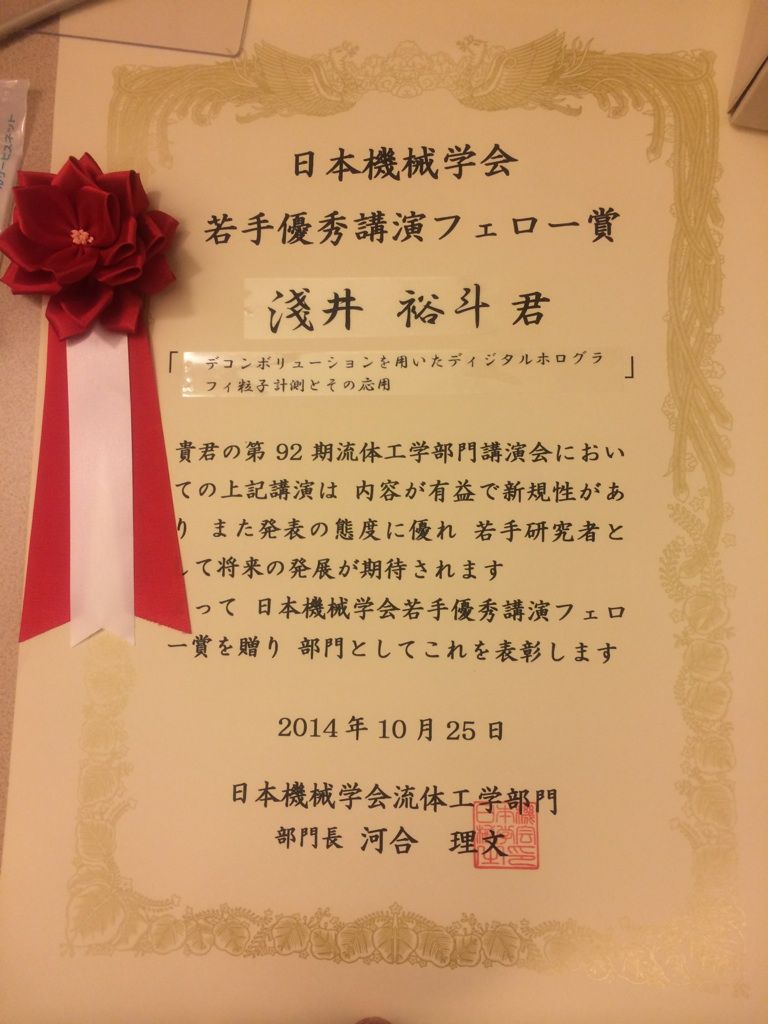 日本機械学会
若手優秀講演フェロー賞
淺井 裕斗 君
「デコンボリューションを用いたディジタルホログラ
フィ粒子計測とその応用」
貴君の第 92 期流体工学部門講演会におい
ての上記講演は 内容が有益で新規性があ
り また発表の態度に優れ 若手研究者と
して将来の発展が期待されます
って 日本機械学会若手優秀講演フェロ
ー賞を贈り 部門としてこれを表彰します
2014 年 10 月 25 日
日本機械学会流体工学部門
部門長 河合 理文